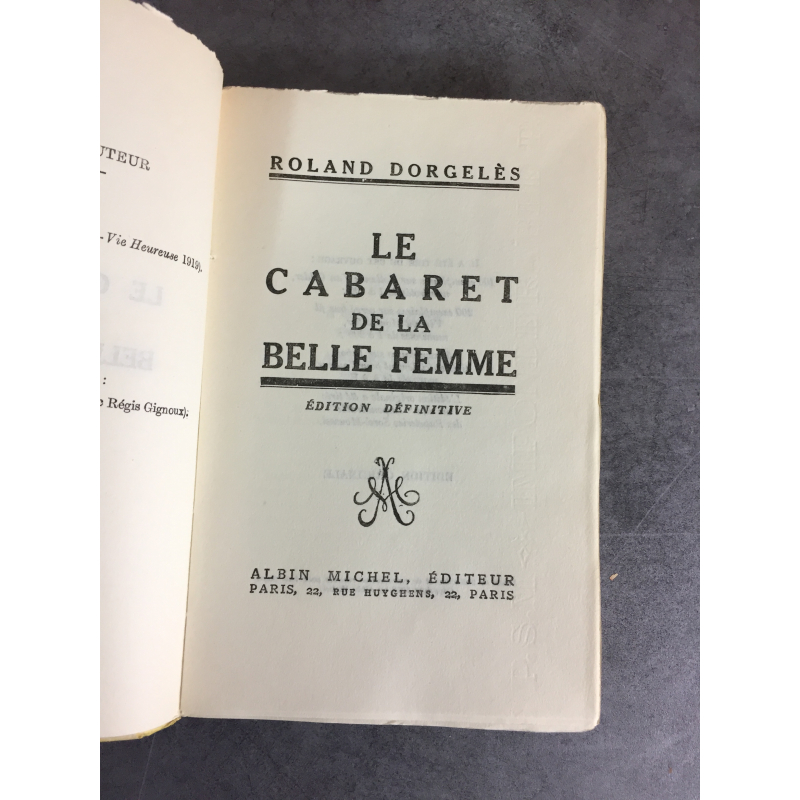 UTEUR
- Vie Heureuse 1919).
:
Régis Gignoux).
ROLAND DORGELÈS
LE
CABARET
DE LA
BELLE FEMME
ÉDITION DÉFINITIVE
ALBIN MICHEL, ÉDITEUR
PARIS, 22, RUE HUYGHENS, 22, PARIS